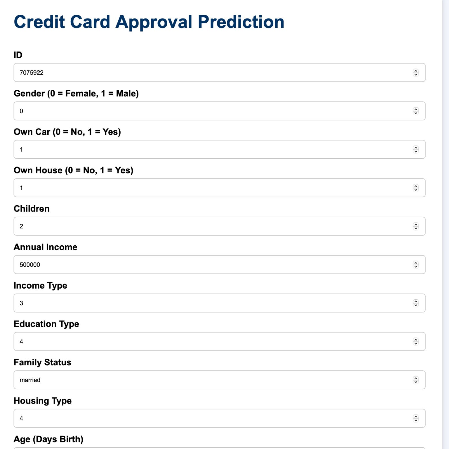 Credit Card Approval Prediction
ID
7075922
Gender (0 = Female, 1 = Male)
0
Own Car (0 = No, 1 = Yes)
1
Own House (0 = No, 1 = Yes)
1
Children
2
Annual Income
500000
Income Type
3
Education Type
4
Family Status
married
Housing Type
4
Age (Days Birth)